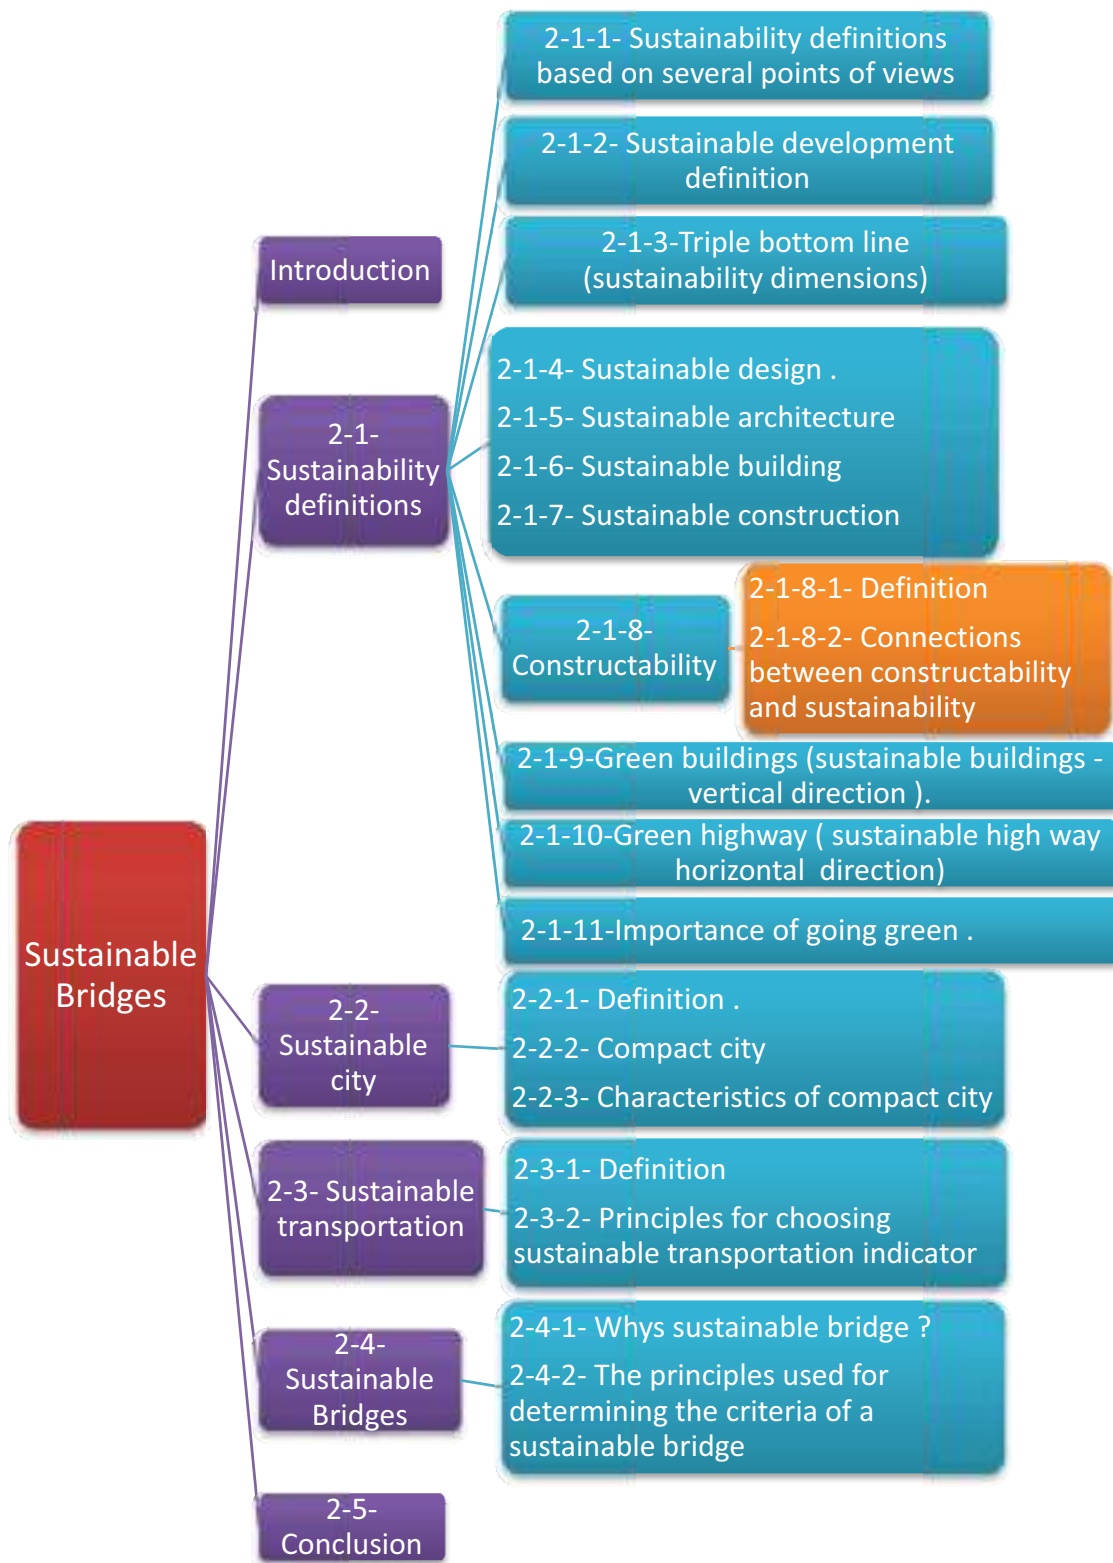 Sustainable
Bridges
Introduction
2-1-
Sustainability
definitions
2-1-1- Sustainability definitions
based on several points of views
2-1-2- Sustainable development
definition
2-1-3-Triple bottom line
(sustainability dimensions)
2-1-4- Sustainable design .
2-1-5- Sustainable architecture
2-1-6- Sustainable building
2-1-7- Sustainable construction
2-1-8-
Constructability
2-1-8-1- Definition
2-1-8-2- Connections
between constructability
and sustainability
2-1-9-Green buildings (sustainable buildings -
vertical direction ).
2-1-10-Green highway ( sustainable high way
horizontal  direction)
2-1-11-Importance of going green .
2-2-
Sustainable
city
2-2-1- Definition .
2-2-2- Compact city
2-2-3- Characteristics of compact city
2-3- Sustainable
transportation
2-3-1- Definition
2-3-2- Principles for choosing
sustainable transportation indicator
2-4-
Sustainable
Bridges
2-4-1- Whys sustainable bridge ?
2-4-2- The principles used for
determining the criteria of a
sustainable bridge
2-5-
Conclusion